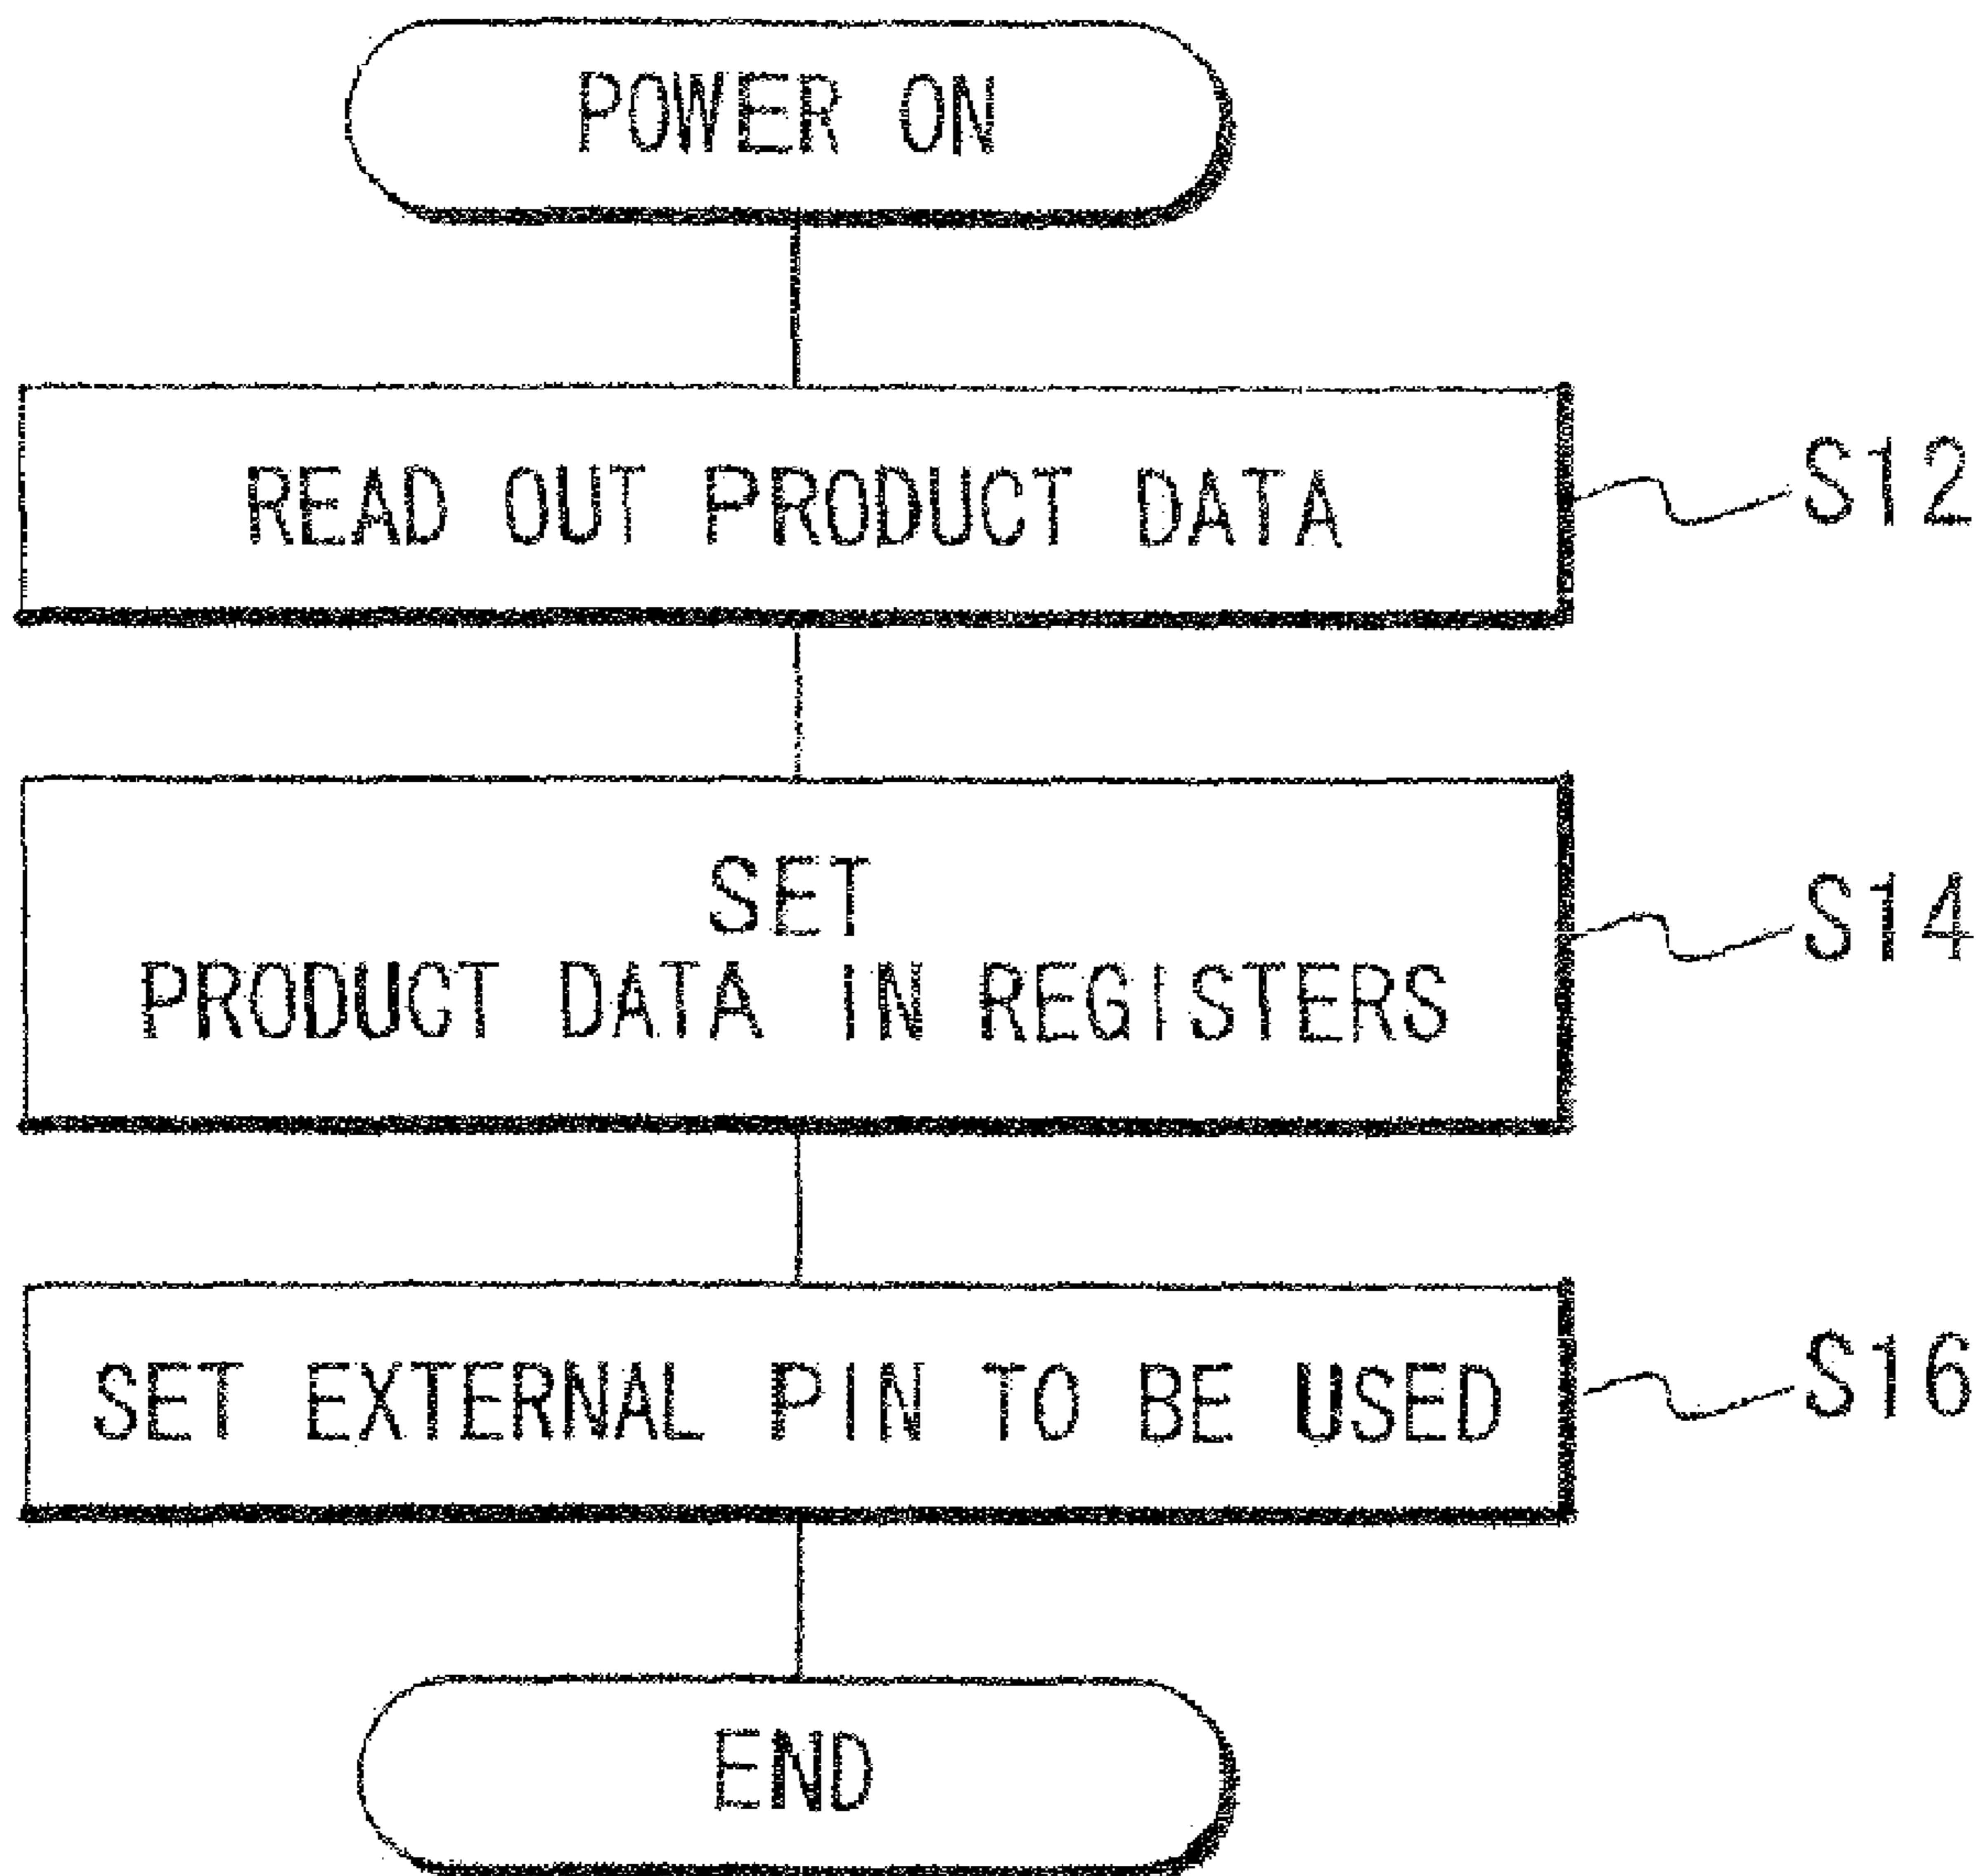 POWER ON
READ OUT PRODUCT DATA
S12
SET
PRODUCT DATA IN REGISTERS
S14
SET EXTERNAL PIN TO BE USED
S16
END